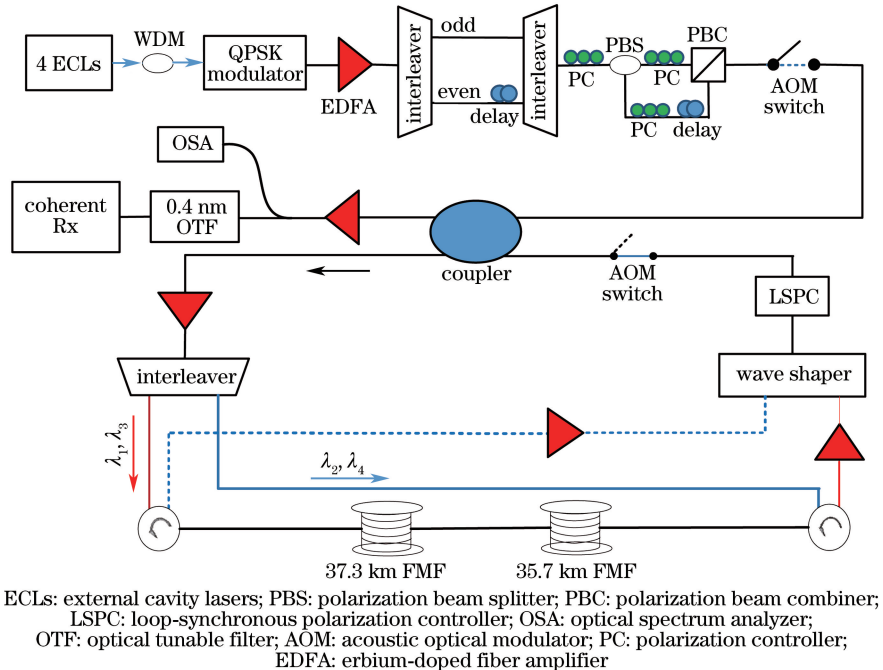 4 ECLs
WDM
QPSK
modulator
EDFA
interleaver
odd
even
delay
interleaver
PC
PBS
PC
PBC
PC
delay
AOM
switch
OSA
coherent
Rx
0.4 nm
OTF
coupler
AOM
switch
LSPC
interleaver
wave shaper
λ1, λ3
λ2, λ4
37.3 km FMF
35.7 km FMF
ECLs: external cavity lasers; PBS: polarization beam splitter; PBC: polarization beam combiner;
LSPC: loop-synchronous polarization controller; OSA: optical spectrum analyzer;
OTF: optical tunable filter; AOM: acoustic optical modulator; PC: polarization controller;
EDFA: erbium-doped fiber amplifier